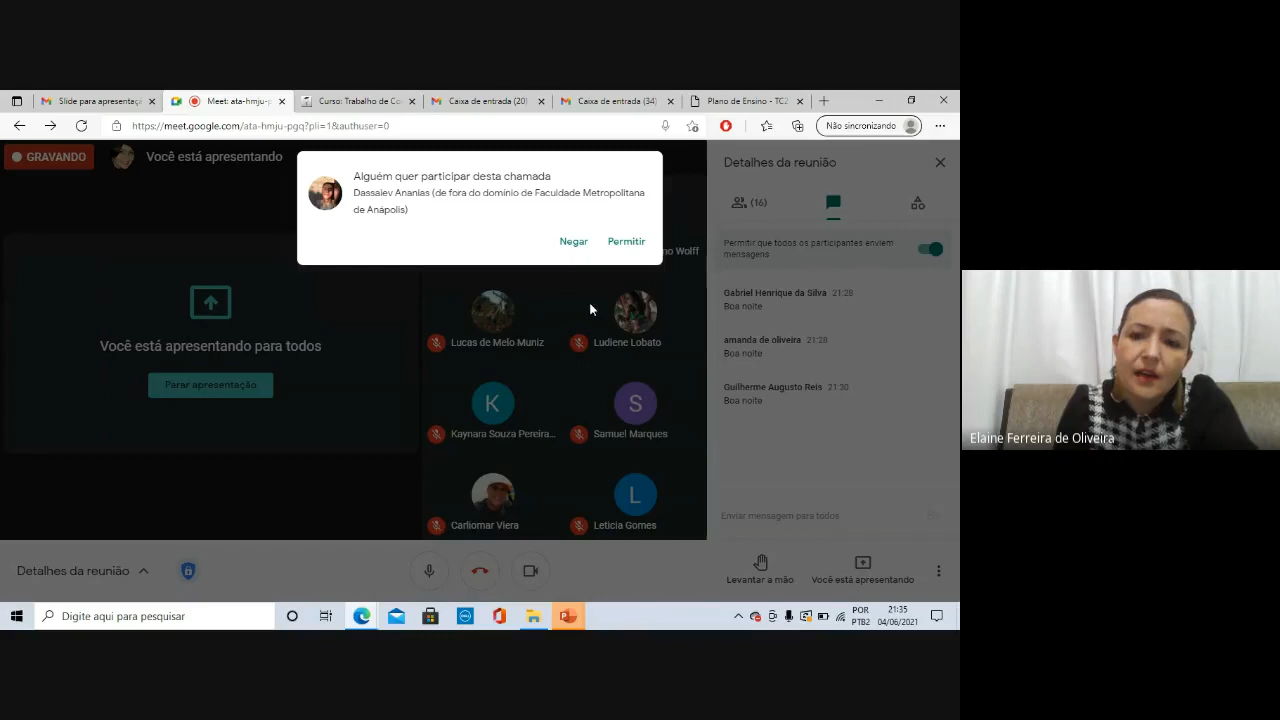 Slide para apresentaçã
Meet: ata-hmju-p
Curso: Trabalho de Co
Caixa de entrada (20)
Caixa de entrada (34)
Plano de Ensino - TC2
https://meet.google.com/ata-hmju-pgq?pli=1&authuser=0
Não sincronizando
GRAVANDO
Você está apresentando
Alguém quer participar desta chamada
Dassaiev Ananias (de fora do domínio de Faculdade Metropolitana
de Anápolis)
Negar
Permitir
no Wolff
Você está apresentando para todos
Parar apresentação
Lucas de Melo Muniz
Ludiene Lobato
K
Kaynara Souza Pereira...
S
Samuel Marques
Carliomar Viera
L
Leticia Gomes
Detalhes da reunião
(16)
Permitir que todos os participantes enviem
mensagens
Gabriel Henrique da Silva 21:28
Boa noite
amanda de oliveira 21:28
Boa noite
Guilherme Augusto Reis 21:30
Boa noite
Enviar mensagem para todos
Elaine Ferreira de Oliveira
Detalhes da reunião
Levantar a mão
Você está apresentando
Digite aqui para pesquisar
POR
PTB2
21:35
04/06/2021